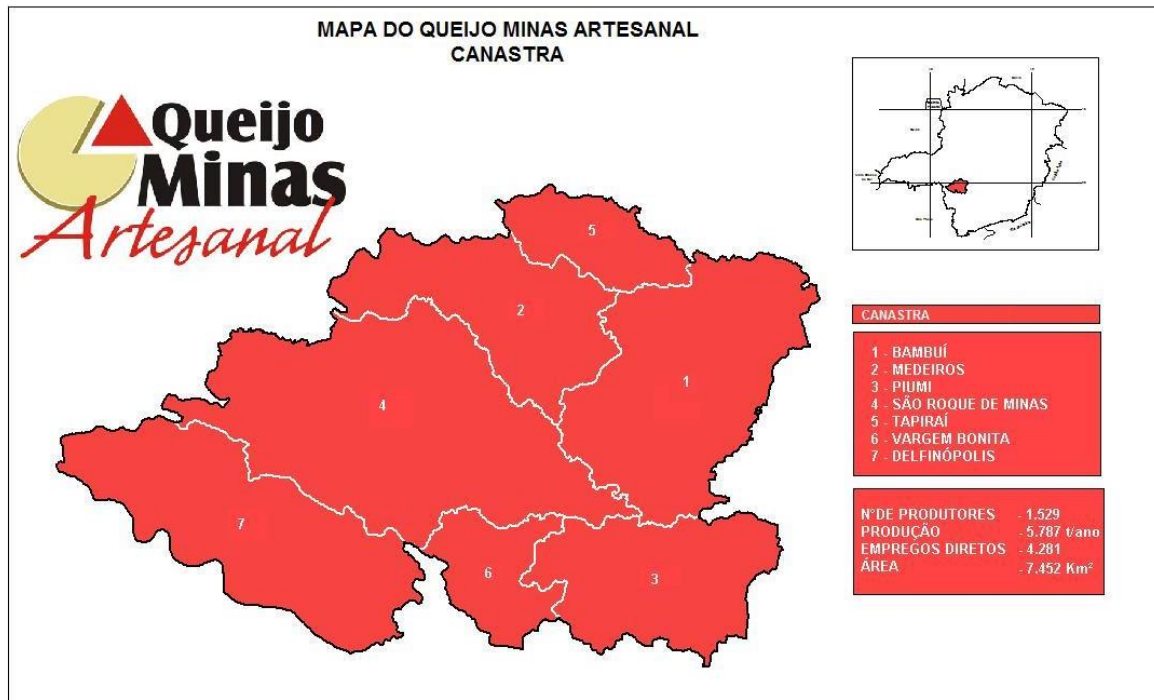 MAPA DO QUEIJO MINAS ARTESANAL
CANASTRA
Queijo
Minas
Artesanal
5
2
1
4
7
6
3
CANASTRA
1 - BAMBUÍ
2 - MEDEIROS
3 - PIUMI
4 - SÃO ROQUE DE MINAS
5 - TAPIRAÍ
6 - VARGEM BONITA
7 - DELFINÓPOLIS
N° DE PRODUTORES - 1.529
PRODUÇÃO - 5.787 t/ano
EMPREGOS DIRETOS - 4.281
ÁREA - 7.452 Km²